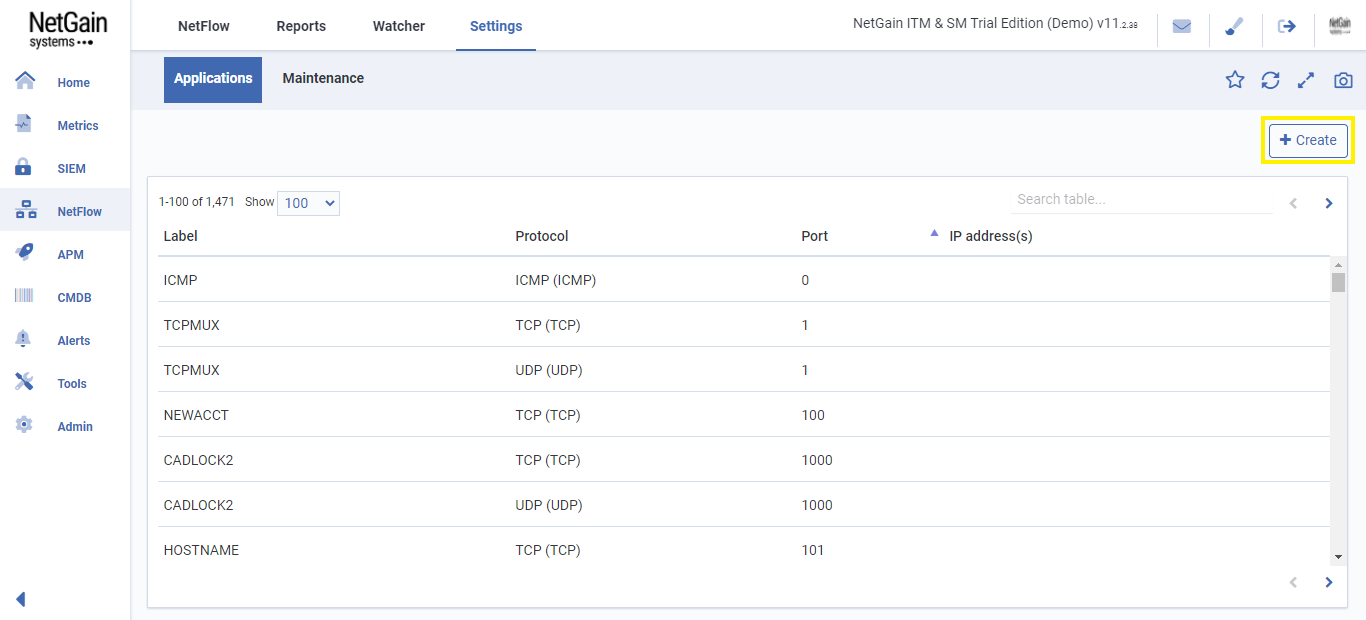 NetGain
systems
NetFlow Reports Watcher Settings
NetGain ITM & SM Trial Edition (Demo) v11.2.38
NetGain
Home
Metrics
SIEM
NetFlow
APM
CMDB
Alerts
Tools
Admin
Applications Maintenance
+ Create
1-100 of 1,471 Show 100
Search table...
Label Protocol Port IP address(s)
ICMP ICMP (ICMP) 0
TCPMUX TCP (TCP) 1
TCPMUX UDP (UDP) 1
NEWACCT TCP (TCP) 100
CADLOCK2 TCP (TCP) 1000
CADLOCK2 UDP (UDP) 1000
HOSTNAME TCP (TCP) 101